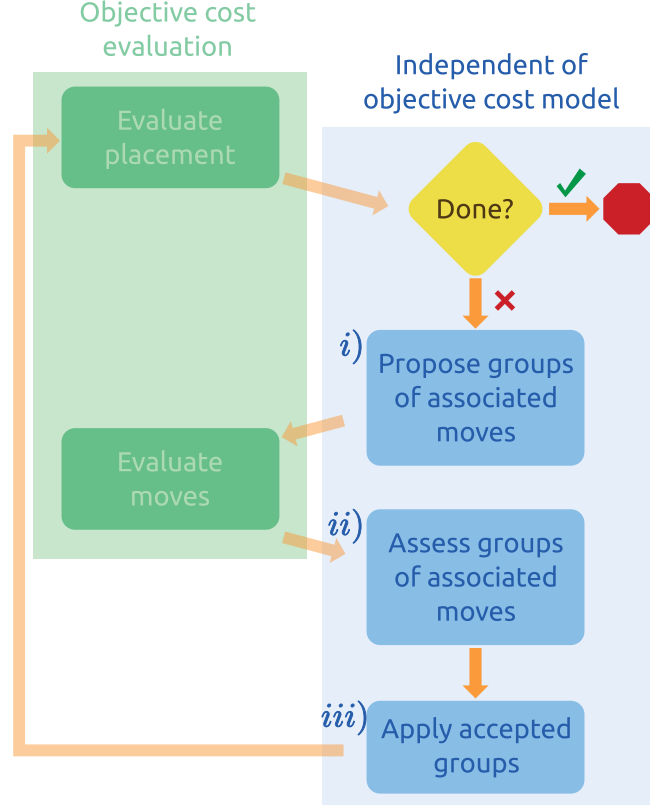 Objective cost
evaluation
Independent of
objective cost model
Evaluate
placement
Done?
i)
Propose groups
of associated
moves
Evaluate
moves
ii)
Assess groups
of associated
moves
iii)
Apply accepted
groups